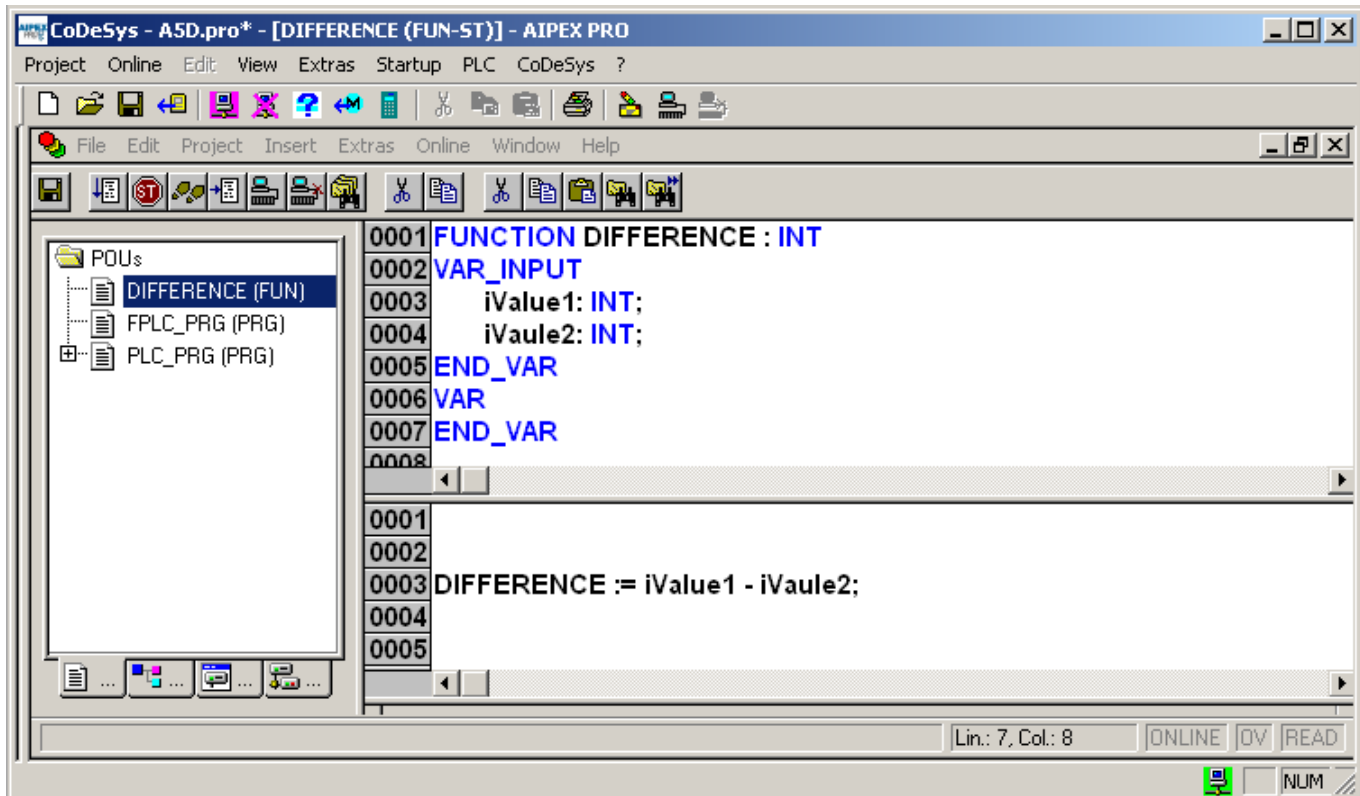 CoDeSys - A5D.pro* - [DIFFERENCE (FUN-ST)] - AIPEX PRO
Project Online Edit View Extras Startup PLC CoDeSys ?
File Edit Project Insert Extras Online Window Help
ST
POUs
DIFFERENCE (FUN)
FPLC_PRG (PRG)
PLC_PRG (PRG)
0001 FUNCTION DIFFERENCE : INT
0002 VAR_INPUT
0003 iValue1: INT;
0004 iVaule2: INT;
0005 END_VAR
0006 VAR
0007 END_VAR
0008
0001
0002
0003 DIFFERENCE := iValue1 - iVaule2;
0004
0005
... ... ... ...
Lin.: 7, Col.: 8 ONLINE OV READ
NUM